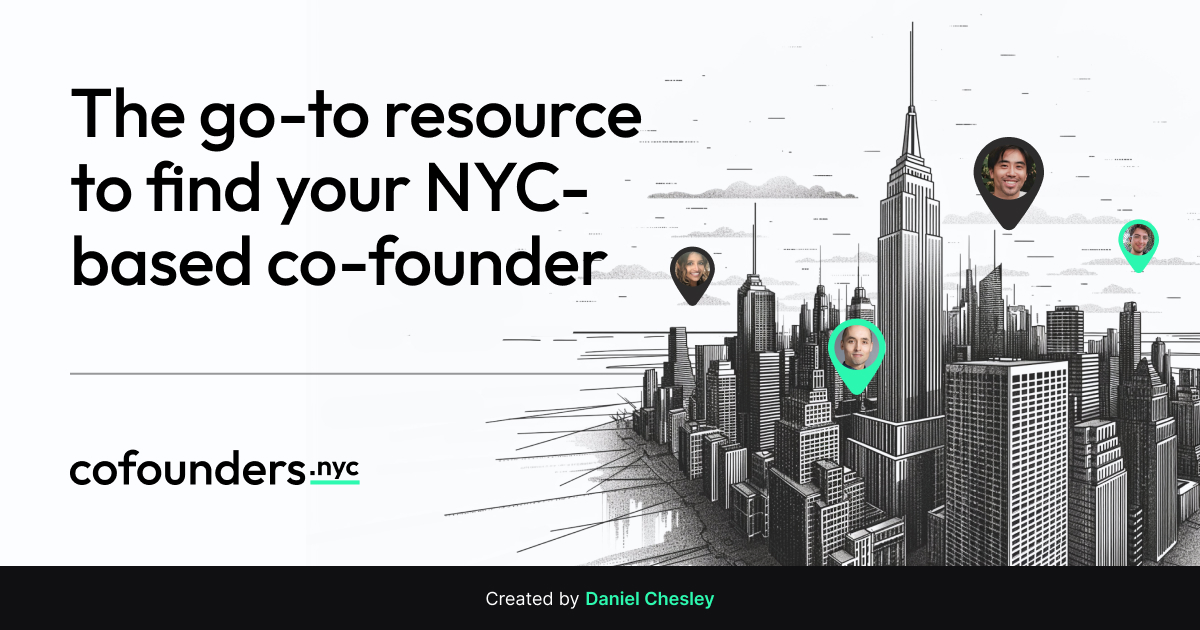 The go-to resource
to find your NYC-
based co-founder
cofounders.nyc
Created by Daniel Chesley